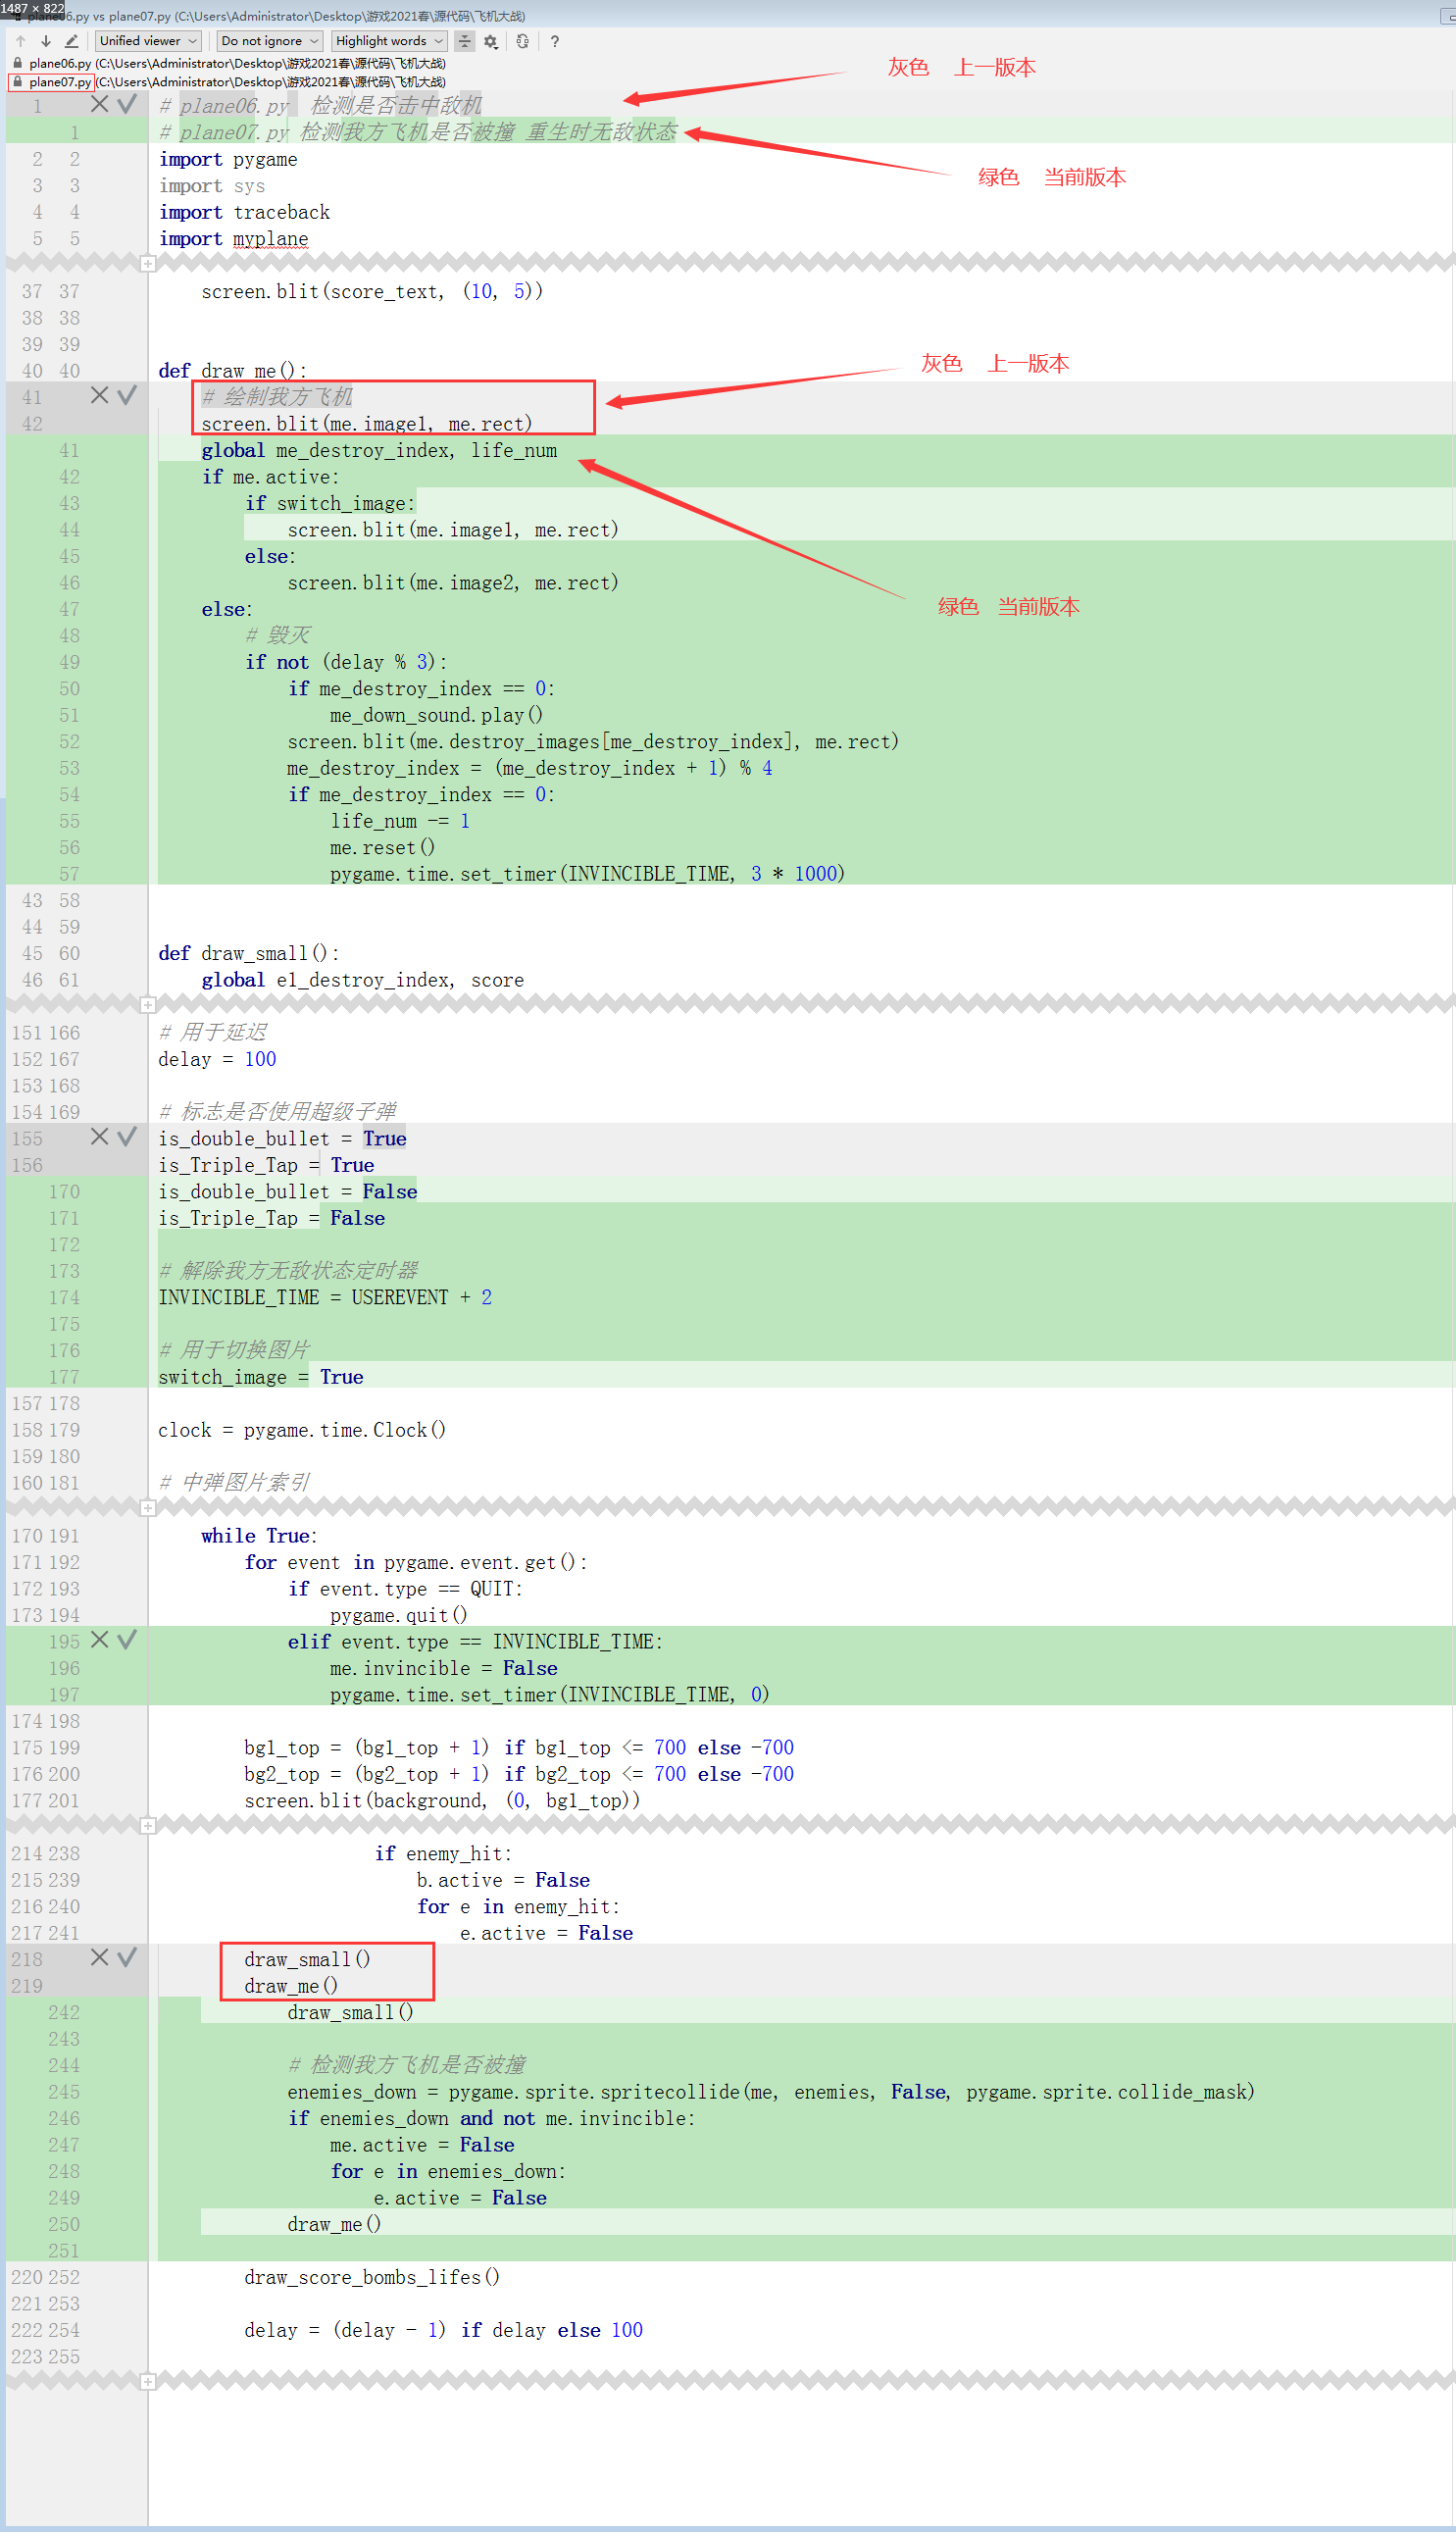 1487 × 822
plane06.py vs plane07.py (C:\Users\Administrator\Desktop\游戏2021春\源代码\飞机大战)
Unified viewer Do not ignore Highlight words ?
plane06.py (C:\Users\Administrator\Desktop\游戏2021春\源代码\飞机大战)
plane07.py (C:\Users\Administrator\Desktop\游戏2021春\源代码\飞机大战)
灰色 上一版本
1 # plane06.py 检测是否击中敌机
1 # plane07.py 检测我方飞机是否被撞 重生时无敌状态
绿色 当前版本
2 2 import pygame
3 3 import sys
4 4 import traceback
5 5 import myplane
37 37 screen.blit(score_text, (10, 5))
38 38
39 39
灰色 上一版本
40 40 def draw_me():
41 # 绘制我方飞机
42 screen.blit(me.image1, me.rect)
41 global me_destroy_index, life_num
42 if me.active:
43 if switch_image:
44 screen.blit(me.image1, me.rect)
45 else:
46 screen.blit(me.image2, me.rect)
47 else:
绿色 当前版本
48 # 毁灭
49 if not (delay % 3):
50 if me_destroy_index == 0:
51 me_down_sound.play()
52 screen.blit(me.destroy_images[me_destroy_index], me.rect)
53 me_destroy_index = (me_destroy_index + 1) % 4
54 if me_destroy_index == 0:
55 life_num -= 1
56 me.reset()
57 pygame.time.set_timer(INVINCIBLE_TIME, 3 * 1000)
43 58
44 59
45 60 def draw_small():
46 61 global e1_destroy_index, score
151 166 # 用于延迟
152 167 delay = 100
153 168
154 169 # 标志是否使用超级子弹
155 is_double_bullet = True
156 is_Triple_Tap = True
170 is_double_bullet = False
171 is_Triple_Tap = False
172
173 # 解除我方无敌状态定时器
174 INVINCIBLE_TIME = USEREVENT + 2
175
176 # 用于切换图片
177 switch_image = True
157 178
158 179 clock = pygame.time.Clock()
159 180
160 181 # 中弹图片索引
170 191 while True:
171 192 for event in pygame.event.get():
172 193 if event.type == QUIT:
173 194 pygame.quit()
195 elif event.type == INVINCIBLE_TIME:
196 me.invincible = False
197 pygame.time.set_timer(INVINCIBLE_TIME, 0)
174 198
175 199 bg1_top = (bg1_top + 1) if bg1_top <= 700 else -700
176 200 bg2_top = (bg2_top + 1) if bg2_top <= 700 else -700
177 201 screen.blit(background, (0, bg1_top))
214 238 if enemy_hit:
215 239 b.active = False
216 240 for e in enemy_hit:
217 241 e.active = False
218 draw_small()
219 draw_me()
242 draw_small()
243
244 # 检测我方飞机是否被撞
245 enemies_down = pygame.sprite.spritecollide(me, enemies, False, pygame.sprite.collide_mask)
246 if enemies_down and not me.invincible:
247 me.active = False
248 for e in enemies_down:
249 e.active = False
250 draw_me()
251
220 252 draw_score_bombs_lifes()
221 253
222 254 delay = (delay - 1) if delay else 100
223 255